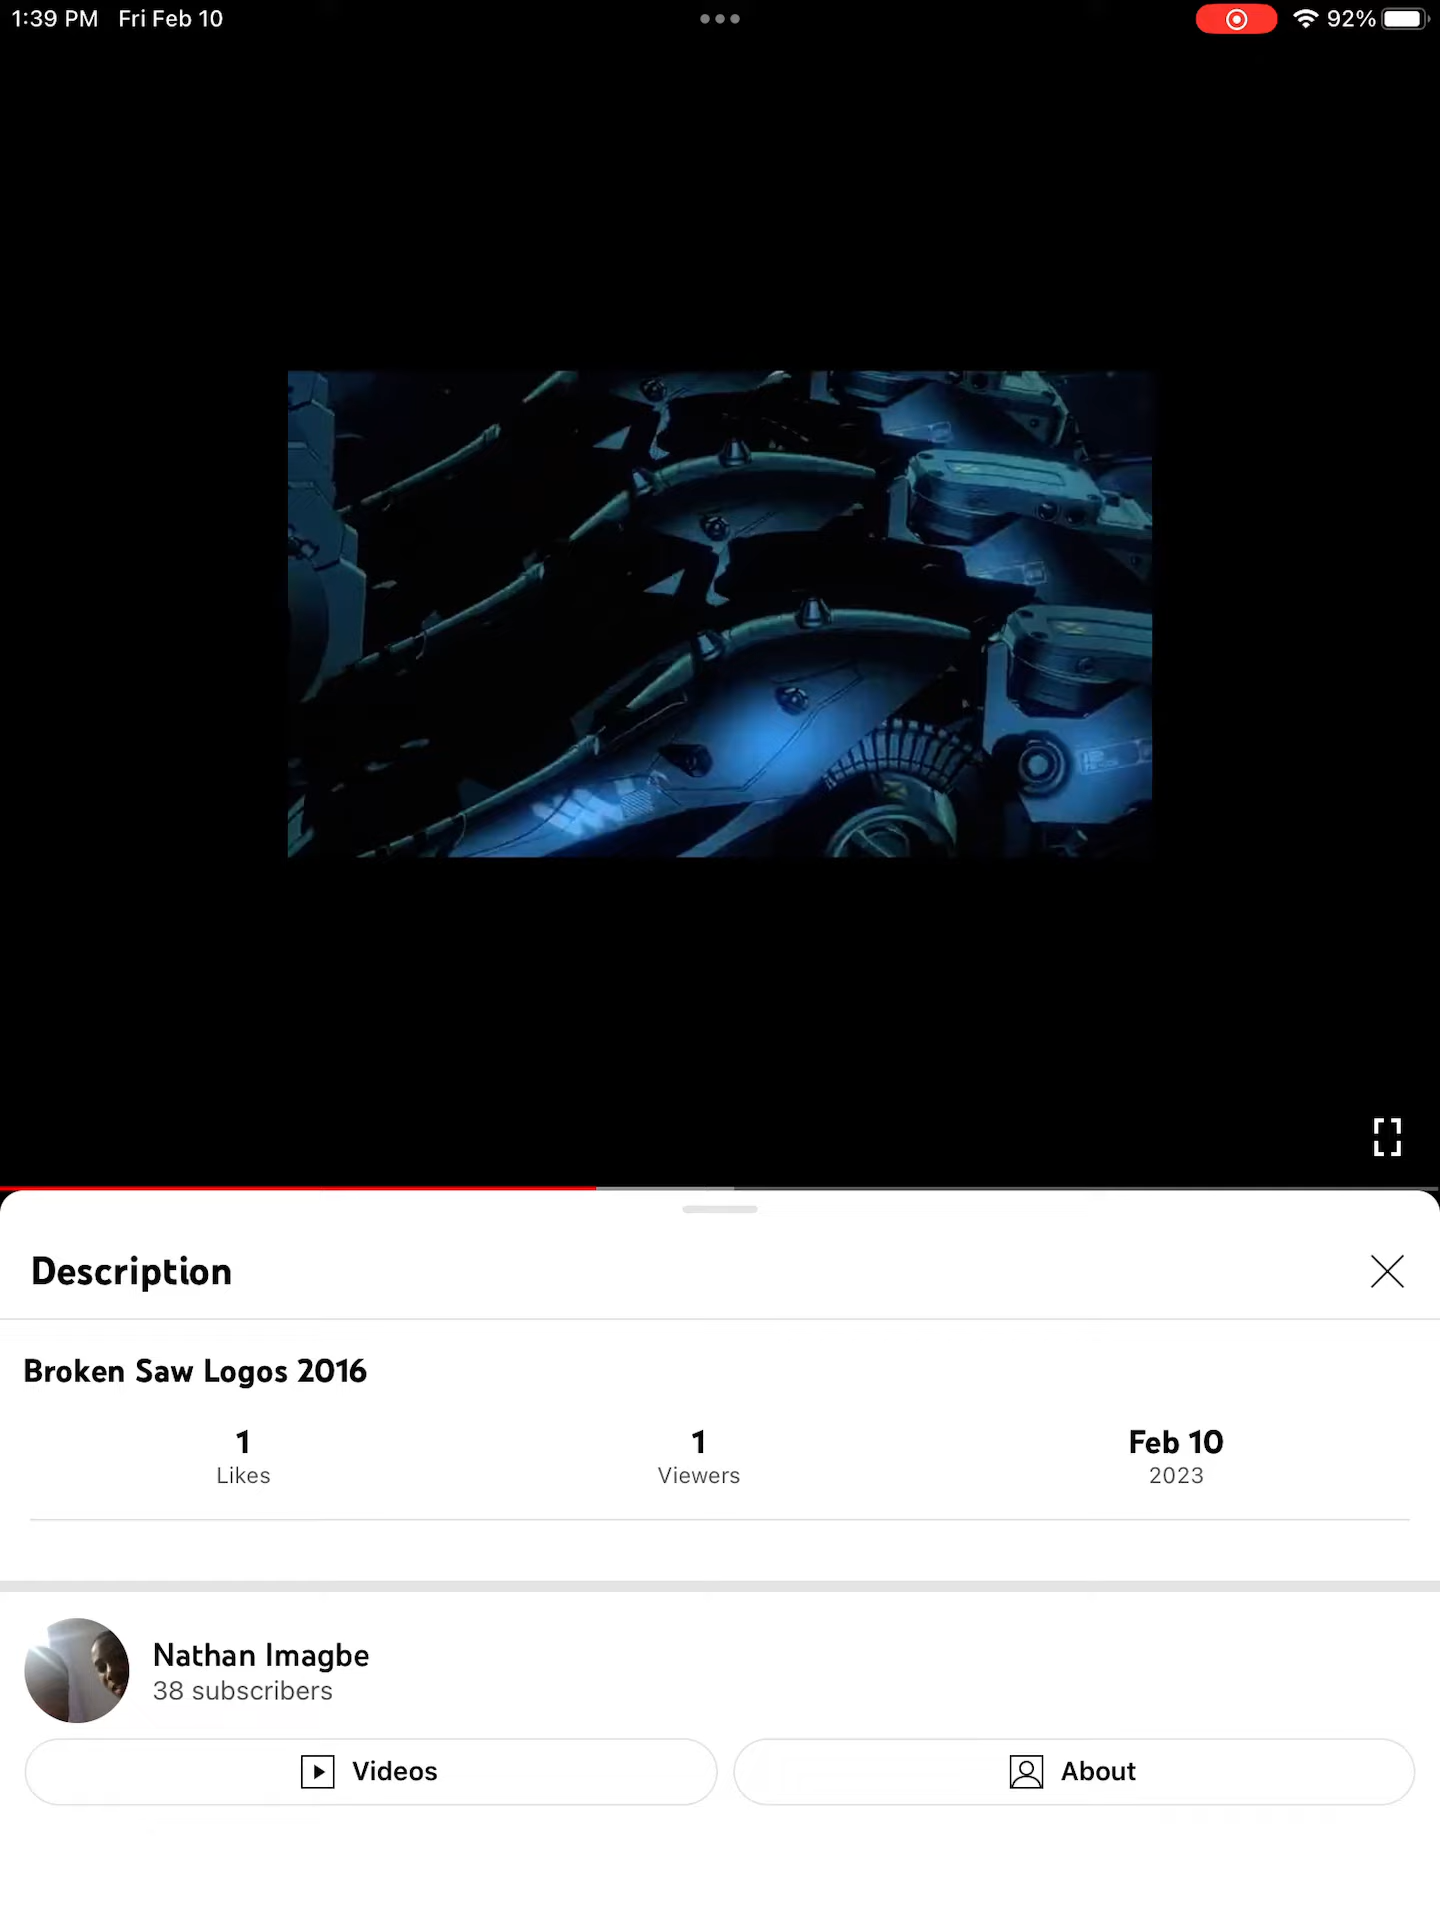 1:39 PM Fri Feb 10
92%
Description
Broken Saw Logos 2016
1
Likes
1
Viewers
Feb 10
2023
Nathan Imagbe
38 subscribers
Videos
About